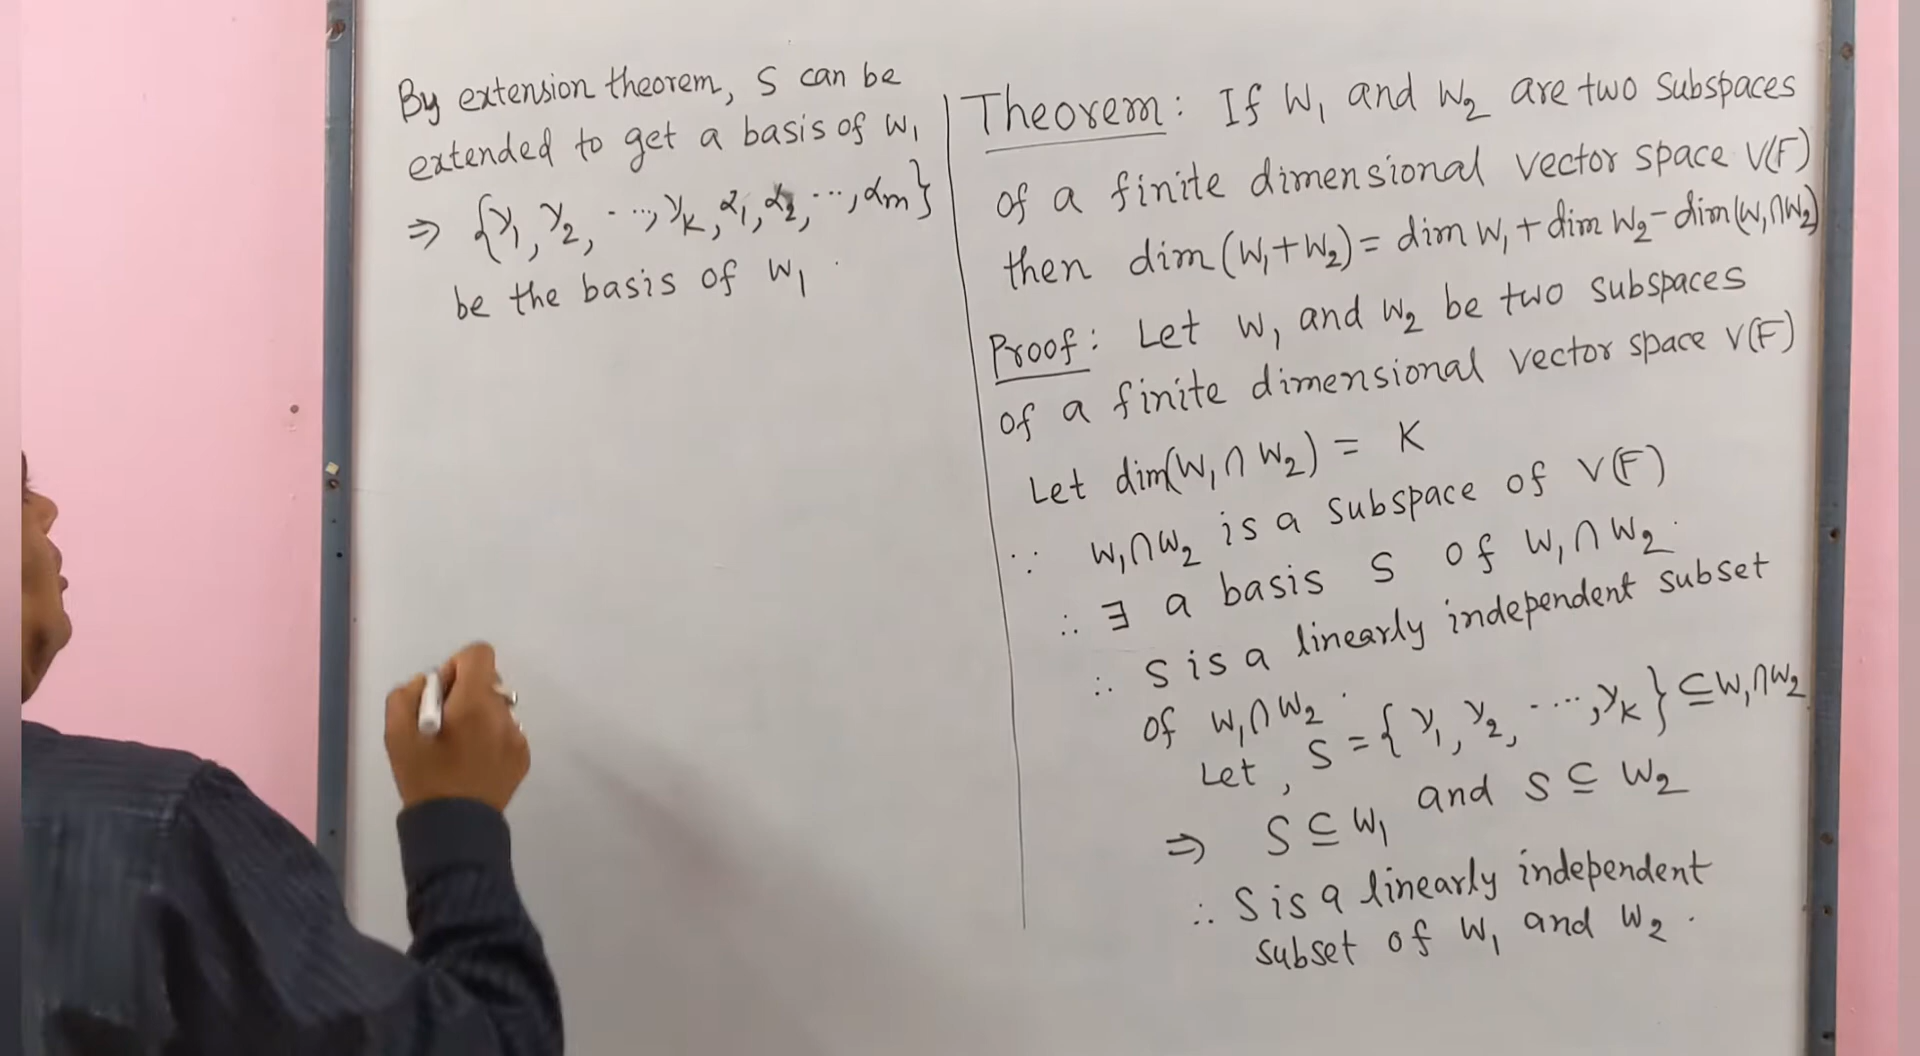 Theorem: If W₁ and W₂ are two subspaces
of a finite dimensional vector space V(F)
then dim(W₁+W₂) = dim W₁ + dim W₂ - dim(W₁∩W₂)
Proof: Let W₁ and W₂ be two subspaces
of a finite dimensional vector space V(F)
Let dim(W₁∩W₂) = K
∵ W₁∩W₂ is a subspace of V(F)
∴ ∃ a basis S of W₁∩W₂.
∴ S is a linearly independent subset
of W₁∩W₂.
Let, S = {γ₁, γ₂, ..., γₖ} ⊆ W₁∩W₂
⇒ S ⊆ W₁ and S ⊆ W₂
∴ S is a linearly independent
subset of W₁ and W₂.
By extension theorem, S can be
extended to get a basis of W₁
⇒ {γ₁, γ₂, ..., γₖ, α₁, α₂, ..., αm}
be the basis of W₁.